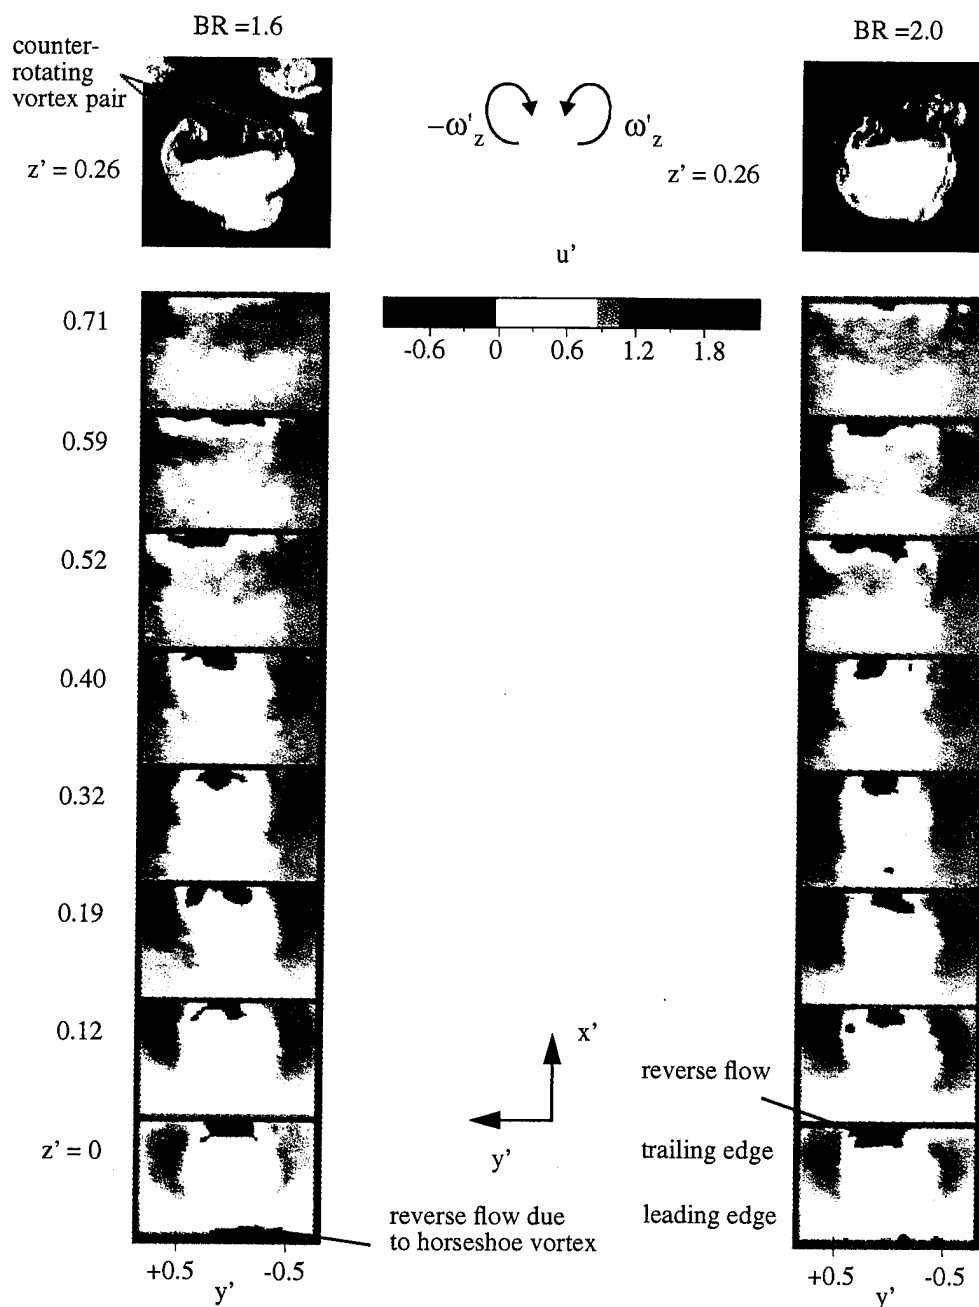 BR =1.6
BR =2.0
counter-
rotating
vortex pair
z' = 0.26
−ω'z
ω'z
z' = 0.26
u'
-0.6 0 0.6 1.2 1.8
0.71
0.59
0.52
0.40
0.32
0.19
0.12
z' = 0
x'
y'
reverse flow
trailing edge
leading edge
reverse flow due
to horseshoe vortex
+0.5 -0.5
y'
+0.5 -0.5
y'